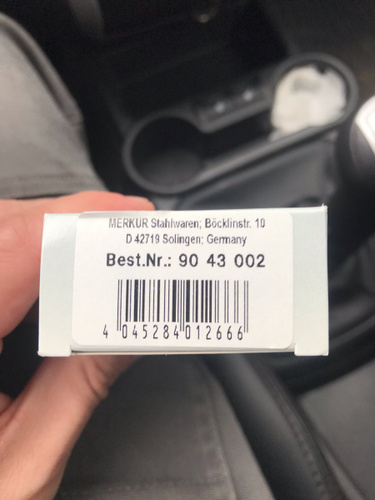 MERKUR Stahlwaren; Böcklinstr. 10
D 42719 Solingen; Germany
Best.Nr.: 90 43 002
4 045284 012666